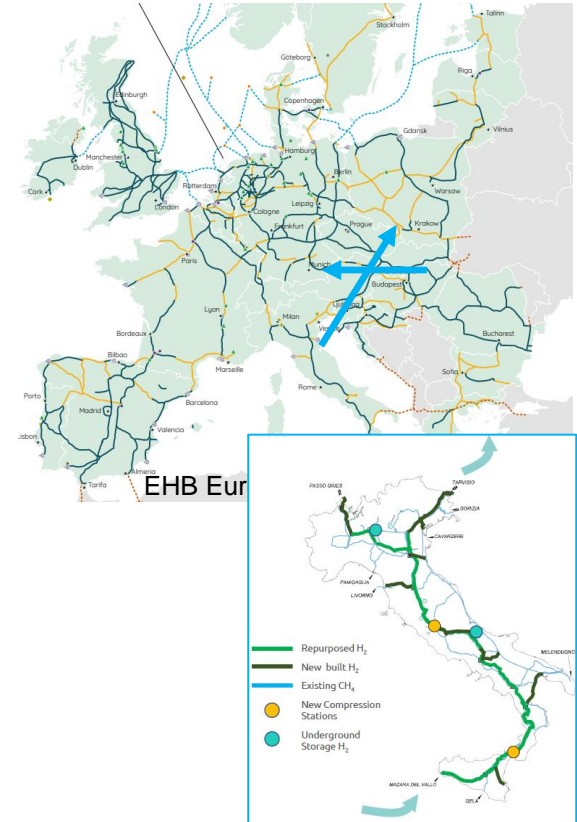 Tallinn
Stockholm
Göteborg
Riga
Edinburgh
Copenhagen
Vilnius
Gdansk
Dublin
Manchester
Hamburg
Berlin
Rotterdam
Warsaw
Cork
London
Cologne
Leipzig
Frankfurt
Prague
Krakow
Paris
Munich
Budapest
Lyon
Milan
Bordeaux
Bucharest
Bilbao
Marseille
Sofia
Porto
Rome
Barcelona
Madrid
Valencia
Lisbon
Almeria
Tarifa
EHB Eur
PASSO GRIES
TARVISIO
GORIZIA
CAVARZERE
PANIGAGLIA
LIVORNO
Repurposed H₂
New built H₂
Existing CH₄
New Compression
Stations
Underground
Storage H₂
MELENDUGNO
MAZARA DEL VALLO
GELA